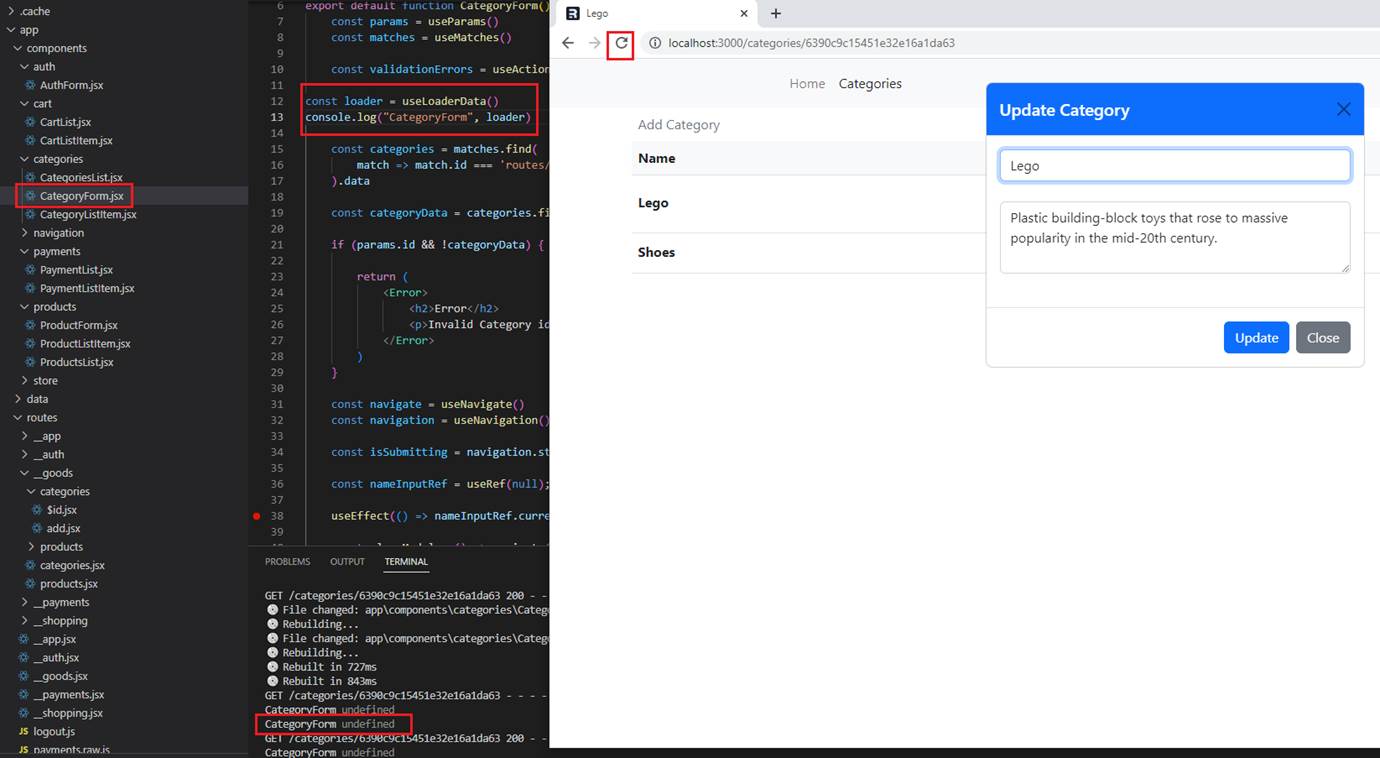 .cache
app
components
auth
AuthForm.jsx
cart
CartList.jsx
CartListItem.jsx
categories
CategoriesList.jsx
CategoryForm.jsx
CategoryListItem.jsx
navigation
payments
PaymentList.jsx
PaymentListItem.jsx
products
ProductForm.jsx
ProductListItem.jsx
ProductsList.jsx
store
data
routes
__app
__auth
__goods
categories
$id.jsx
add.jsx
products
categories.jsx
products.jsx
__payments
__shopping
__app.jsx
__auth.jsx
__goods.jsx
__payments.jsx
__shopping.jsx
JS logout.js
JS payments.raw.js
6 export default function CategoryForm()
7 const params = useParams()
8 const matches = useMatches()
9
10 const validationErrors = useAction
11
12 const loader = useLoaderData()
13 console.log("CategoryForm", loader)
14
15 const categories = matches.find(
16 match => match.id === 'routes/
17 ).data
18
19 const categoryData = categories.fi
20
21 if (params.id && !categoryData) {
22
23 return (
24 <Error>
25 <h2>Error</h2>
26 <p>Invalid Category id
27 </Error>
28 )
29 }
30
31 const navigate = useNavigate()
32 const navigation = useNavigation()
33
34 const isSubmitting = navigation.st
35
36 const nameInputRef = useRef(null);
37
38 useEffect(() => nameInputRef.curre
39
PROBLEMS OUTPUT TERMINAL
GET /categories/6390c9c15451e32e16a1da63 200 - -
File changed: app\components\categories\Catego
Rebuilding...
File changed: app\components\categories\Catego
Rebuilding...
Rebuilt in 727ms
Rebuilt in 843ms
GET /categories/6390c9c15451e32e16a1da63 - - - -
CategoryForm undefined
CategoryForm undefined
GET /categories/6390c9c15451e32e16a1da63 200 - -
CategoryForm undefined
R Lego
localhost:3000/categories/6390c9c15451e32e16a1da63
Home Categories
Add Category
Name
Lego
Shoes
Update Category
Lego
Plastic building-block toys that rose to massive
popularity in the mid-20th century.
Update Close